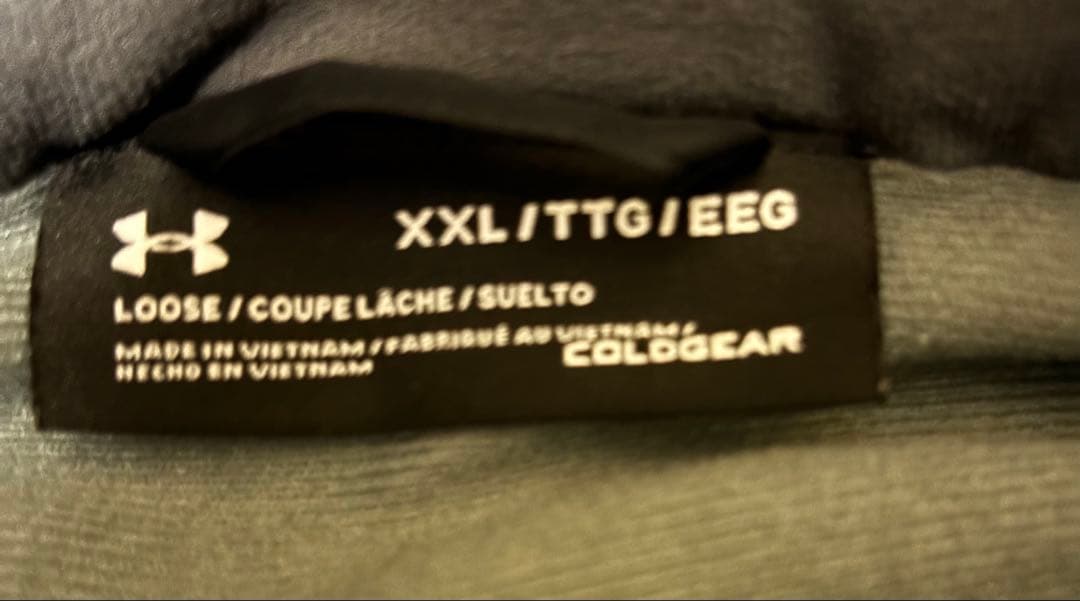 XXL/TTG/EEG
LOOSE/COUPE LÂCHE/SUELTO
MADE IN VIETNAM/FABRIQUÉ AU VIETNAM/
HECHO EN VIETNAM
COLDGEAR